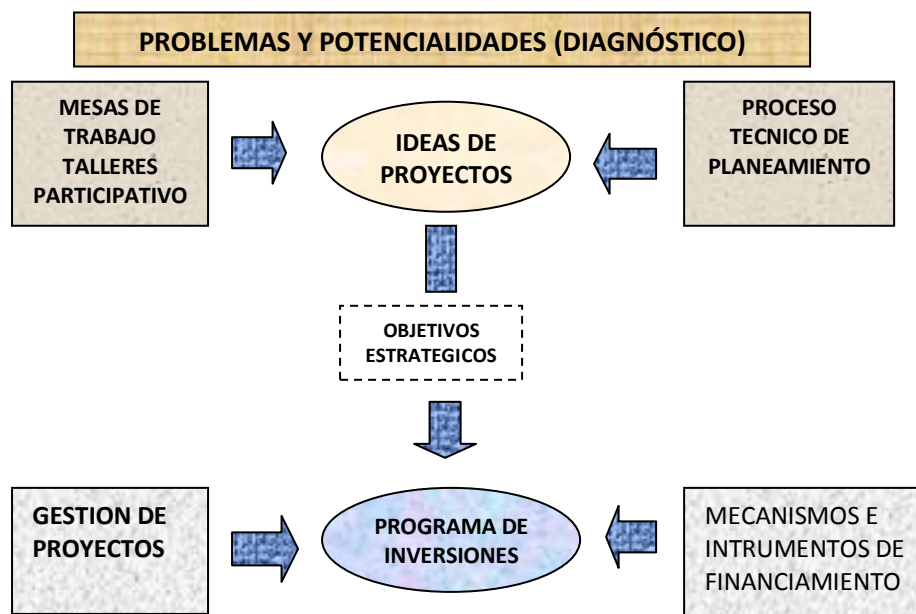 PROBLEMAS Y POTENCIALIDADES (DIAGNÓSTICO)
MESAS DE
TRABAJO
TALLERES
PARTICIPATIVO
IDEAS DE
PROYECTOS
PROCESO
TECNICO DE
PLANEAMIENTO
OBJETIVOS
ESTRATEGICOS
GESTION DE
PROYECTOS
PROGRAMA DE
INVERSIONES
MECANISMOS E
INTRUMENTOS DE
FINANCIAMIENTO